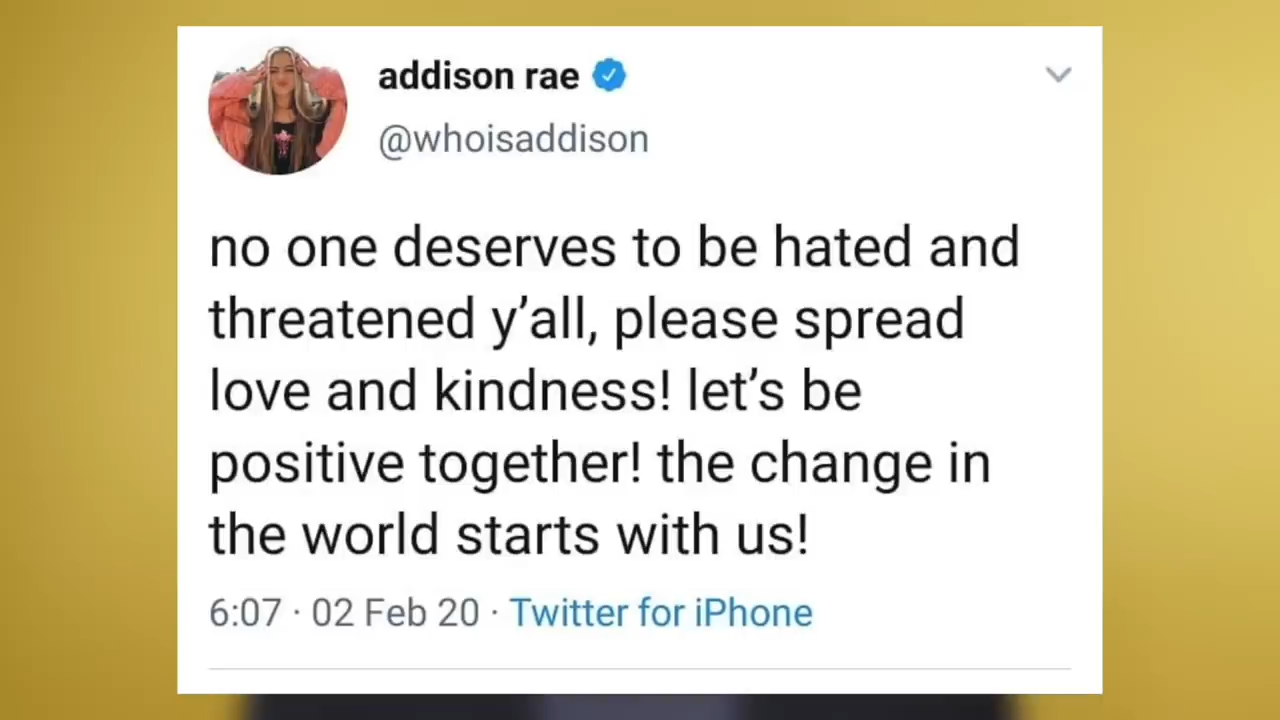 addison rae
@whoisaddison
no one deserves to be hated and
threatened y’all, please spread
love and kindness! let’s be
positive together! the change in
the world starts with us!
6:07 · 02 Feb 20 · Twitter for iPhone